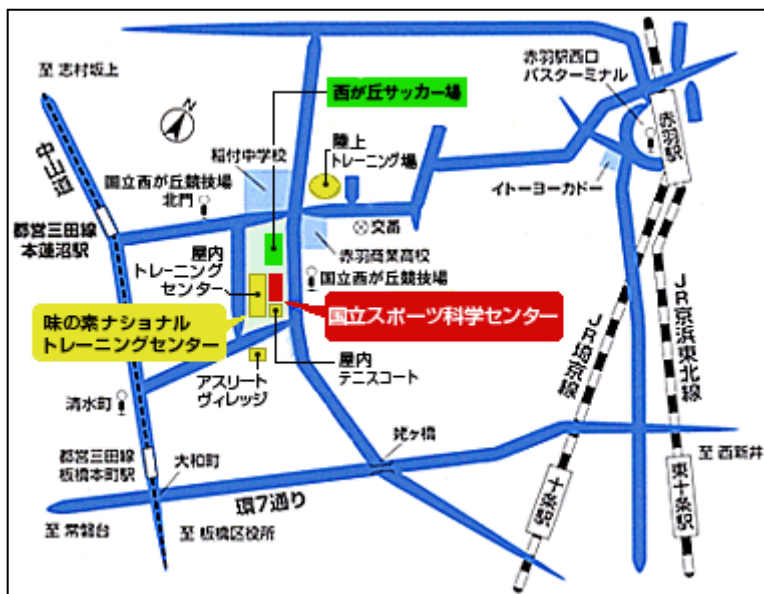 至 志村坂上
中山道
N
西が丘サッカー場
赤羽駅西口
バスターミナル
赤羽駅
稲付中学校
陸上
トレーニング場
イトーヨーカドー
国立西が丘競技場
北門
都営三田線
本蓮沼駅
交番
赤羽商業高校
屋内
トレーニング
センター
国立西が丘競技場
味の素ナショナル
トレーニングセンター
国立スポーツ科学センター
JR埼京線
JR京浜東北線
アスリート
ヴィレッジ
屋内
テニスコート
清水町
都営三田線
板橋本町駅
大和町
姥ヶ橋
至 西新井
環7通り
十条駅
東十条駅
至 常盤台
至 板橋区役所